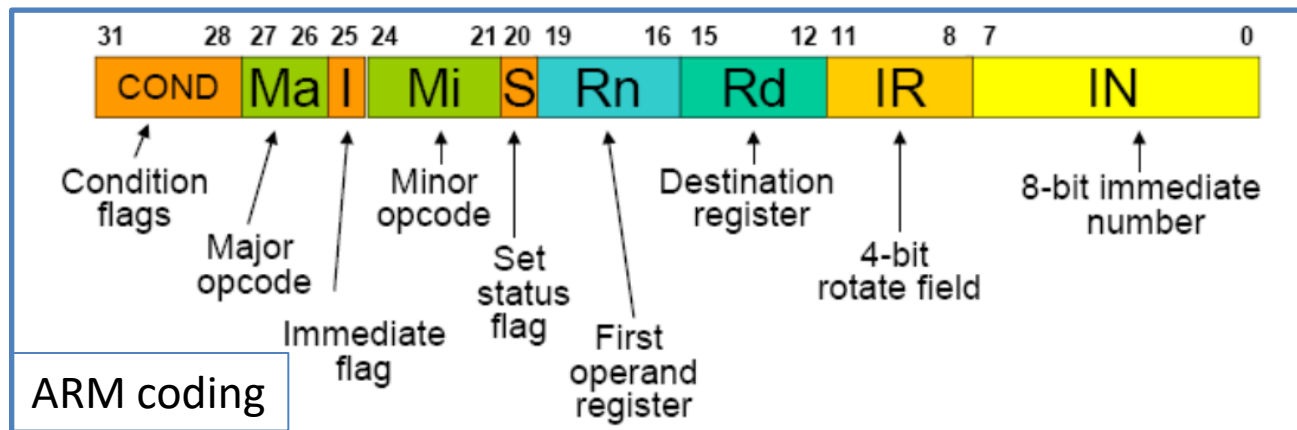 31 28 27 26 25 24 21 20 19 16 15 12 11 8 7 0
COND Ma I Mi S Rn Rd IR IN
Condition
flags
Major
opcode
Immediate
flag
Minor
opcode
Set
status
flag
First
operand
register
Destination
register
4-bit
rotate field
8-bit immediate
number
ARM coding